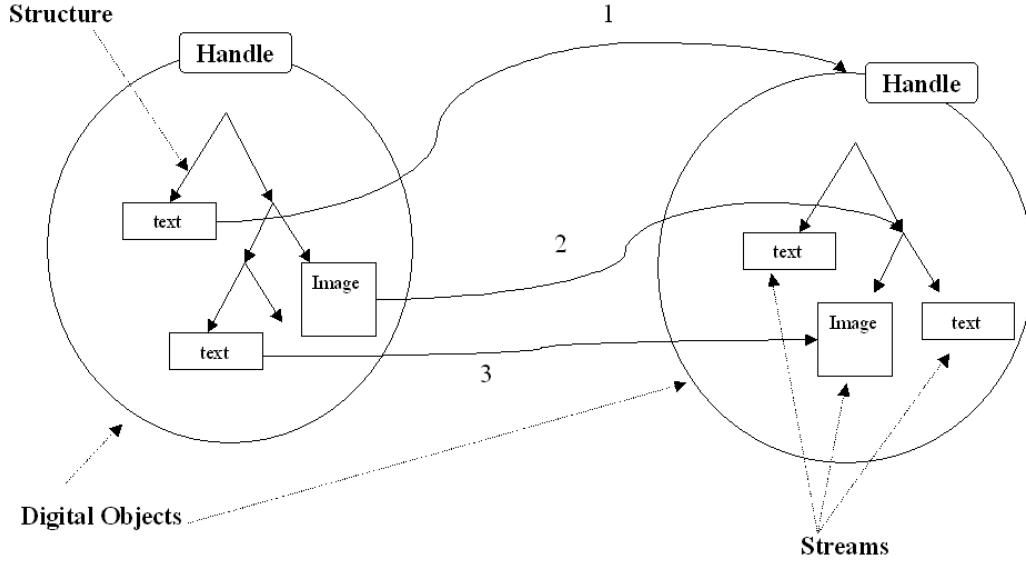 Structure
1
Handle
Handle
text
2
text
Image
Image
text
text
3
Digital Objects
Streams